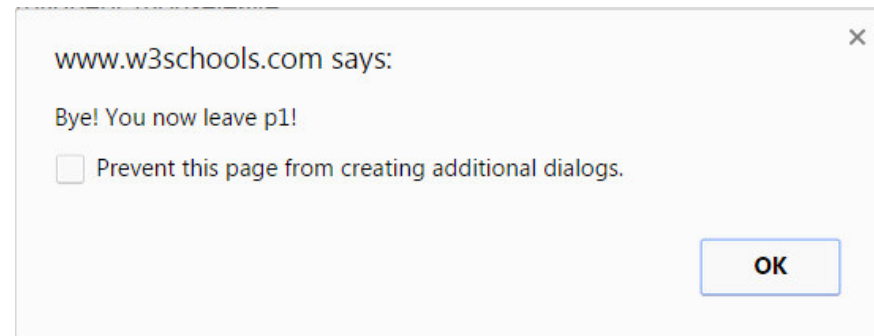 www.w3schools.com says:
Bye! You now leave p1!
Prevent this page from creating additional dialogs.
OK